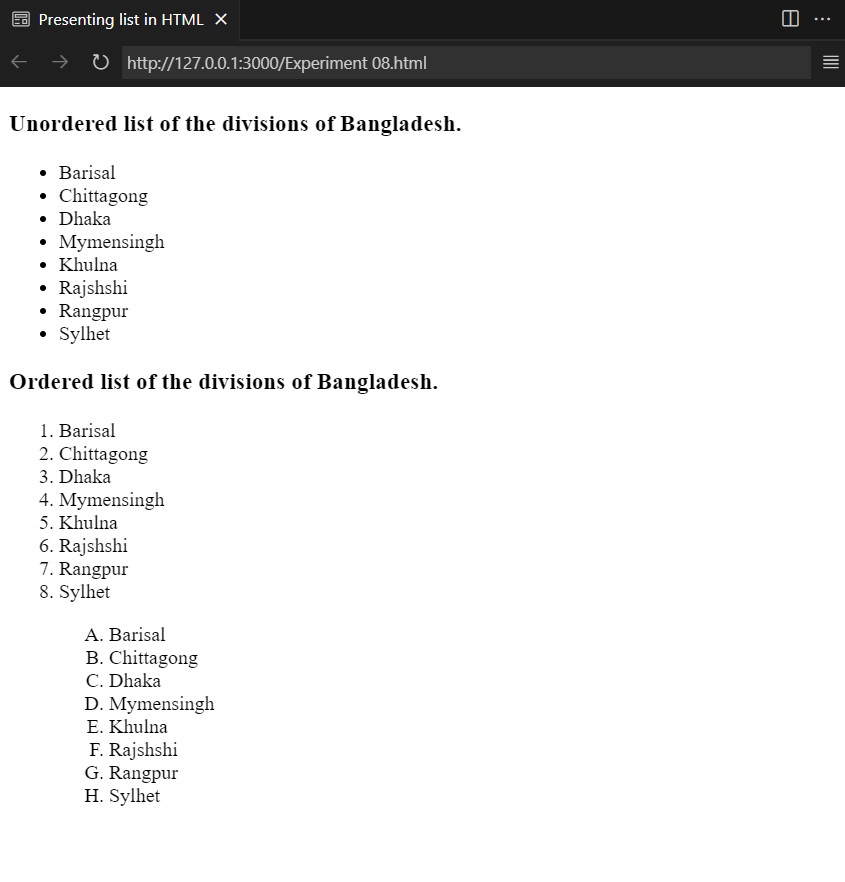 Presenting list in HTML
http://127.0.0.1:3000/Experiment 08.html
Unordered list of the divisions of Bangladesh.
• Barisal
• Chittagong
• Dhaka
• Mymensingh
• Khulna
• Rajshshi
• Rangpur
• Sylhet
Ordered list of the divisions of Bangladesh.
1. Barisal
2. Chittagong
3. Dhaka
4. Mymensingh
5. Khulna
6. Rajshshi
7. Rangpur
8. Sylhet
A. Barisal
B. Chittagong
C. Dhaka
D. Mymensingh
E. Khulna
F. Rajshshi
G. Rangpur
H. Sylhet